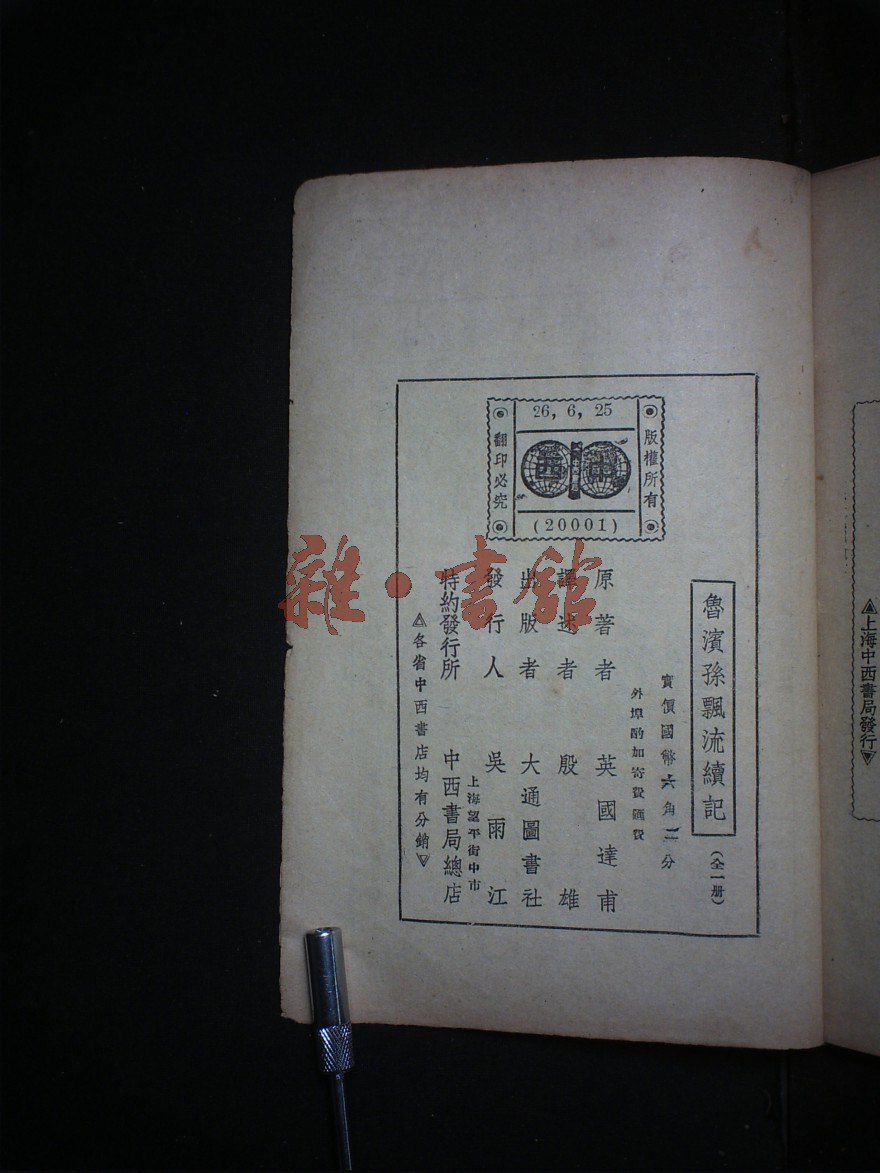 26, 6, 25
版權所有
翻印必究
中西
(20001)
魯濱孫飄流續記
(全一册)
實價國幣六角二分
外埠酌加寄費匯費
原著者 英國達甫
譯述者 殷雄
出版者 大通圖書社
發行人 吳雨江
上海望平街中市
特約發行所 中西書局總店
各省中西書店均有分銷
上海中西書局發行
雜·書館